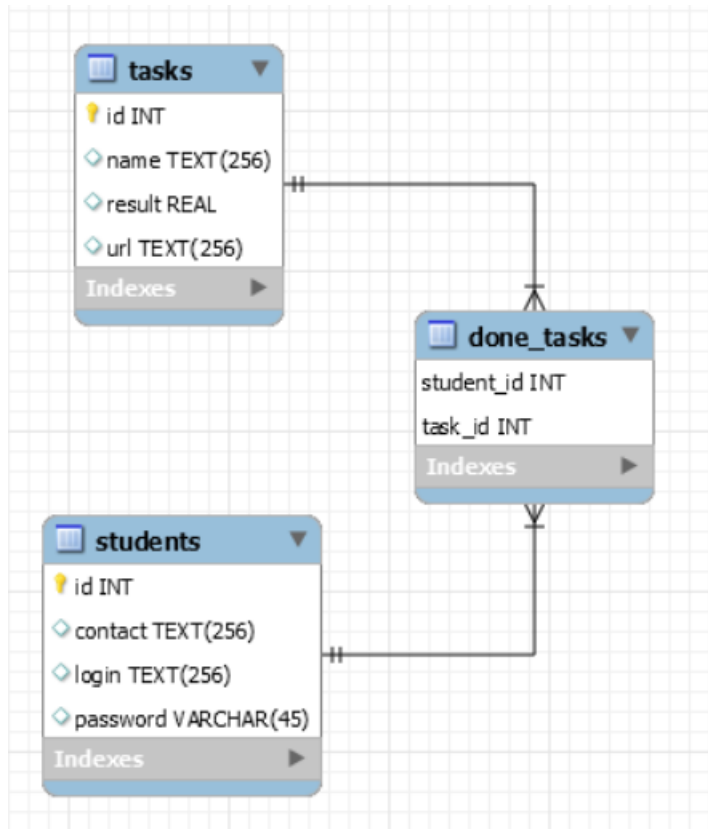 tasks
id INT
name TEXT(256)
result REAL
url TEXT(256)
Indexes
done_tasks
student_id INT
task_id INT
Indexes
students
id INT
contact TEXT(256)
login TEXT(256)
password VARCHAR(45)
Indexes